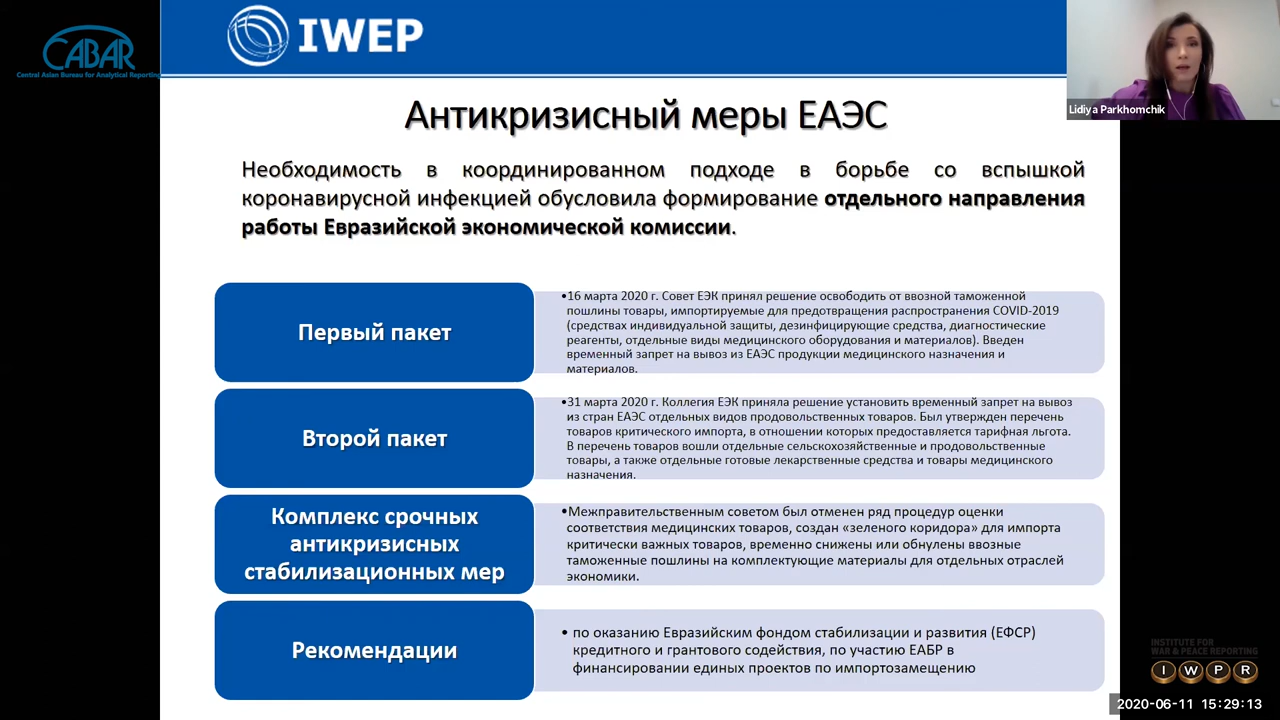 CABAR
Central Asian Bureau for Analytical Reporting
IWEP
Lidiya Parkhomchik
Антикризисный меры ЕАЭС
Необходимость в координированном подходе в борьбе со вспышкой
коронавирусной инфекцией обусловила формирование отдельного направления
работы Евразийской экономической комиссии.
Первый пакет
•16 марта 2020 г. Совет ЕЭК принял решение освободить от ввозной таможенной
пошлины товары, импортируемые для предотвращения распространения COVID-2019
(средствах индивидуальной защиты, дезинфицирующие средства, диагностические
реагенты, отдельные виды медицинского оборудования и материалов). Введен
временный запрет на вывоз из ЕАЭС продукции медицинского назначения и
материалов.
Второй пакет
•31 марта 2020 г. Коллегия ЕЭК приняла решение установить временный запрет на вывоз
из стран ЕАЭС отдельных видов продовольственных товаров. Был утвержден перечень
товаров критического импорта, в отношении которых предоставляется тарифная льгота.
В перечень товаров вошли отдельные сельскохозяйственные и продовольственные
товары, а также отдельные готовые лекарственные средства и товары медицинского
назначения.
Комплекс срочных
антикризисных
стабилизационных мер
•Межправительственным советом был отменен ряд процедур оценки
соответствия медицинских товаров, создан «зеленого коридора» для импорта
критически важных товаров, временно снижены или обнулены ввозные
таможенные пошлины на комплектующие материалы для отдельных отраслей
экономики.
Рекомендации
• по оказанию Евразийским фондом стабилизации и развития (ЕФСР)
кредитного и грантового содействия, по участию ЕАБР в
финансировании единых проектов по импортозамещению
INSTITUTE FOR
WAR & PEACE REPORTING
I W P R
2020-06-11 15:29:13